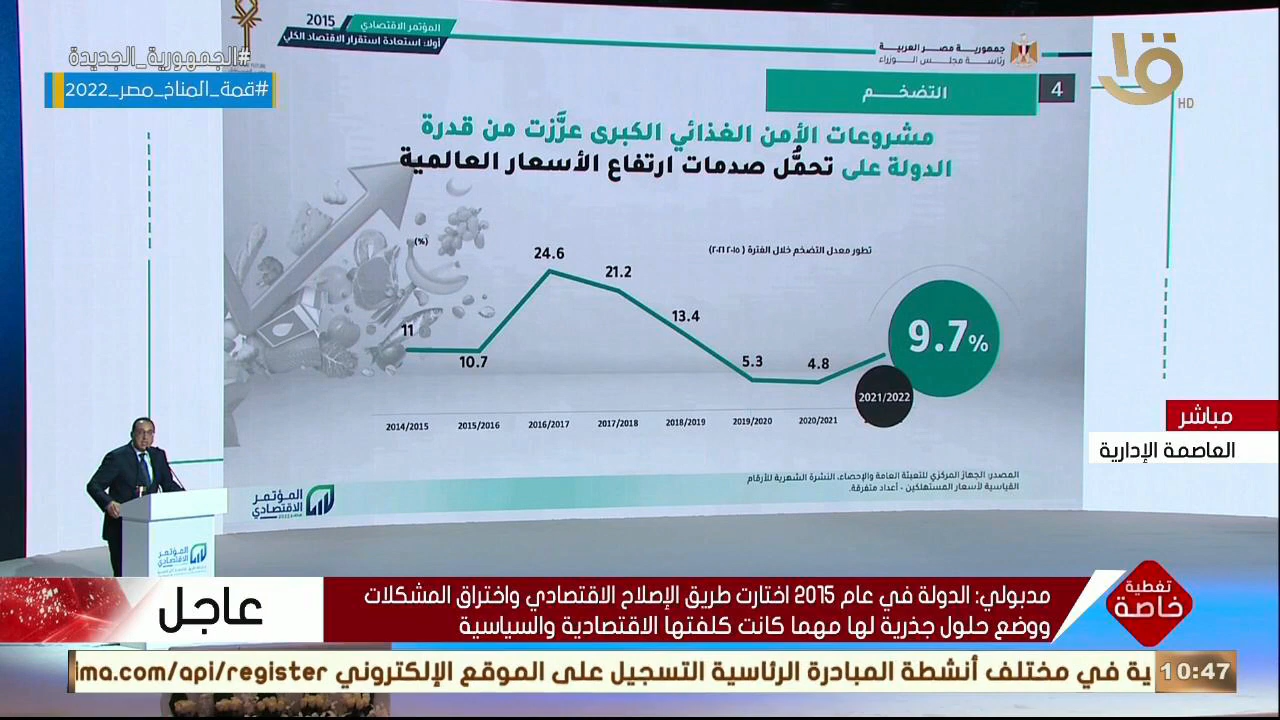 2015
المؤتمر الاقتصادي
أولا: استعادة استقرار الاقتصاد الكلي
جمهورية مصر العربية
رئاسة مجلس الوزراء
#الجمهورية_الجديدة
#قمة_المناخ_مصر_2022
HD
4
التضخم
مشروعات الأمن الغذائي الكبرى عزَّزت من قدرة
الدولة على تحمُّل صدمات ارتفاع الأسعار العالمية
(%)
تطور معدل التضخم خلال الفترة (٢٠١٥ ٢٠٢١)
24.6
21.2
13.4
11
10.7
5.3
4.8
9.7%
2014/2015
2015/2016
2016/2017
2017/2018
2018/2019
2019/2020
2020/2021
2021/2022
المصدر: الجهاز المركزي للتعبئة العامة والإحصاء، النشرة الشهرية للأرقام
القياسية لأسعار المستهلكين - أعداد متفرقة.
المؤتمر
الاقتصادي
المؤتمر
الاقتصادي
مباشر
العاصمة الإدارية
تغطية
خاصة
عاجل
مدبولي: الدولة في عام 2015 اختارت طريق الإصلاح الاقتصادي واختراق المشكلات
ووضع حلول جذرية لها مهما كانت كلفتها الاقتصادية والسياسية
10:47
ية في مختلف أنشطة المبادرة الرئاسية التسجيل على الموقع الإلكتروني ima.com/api/register